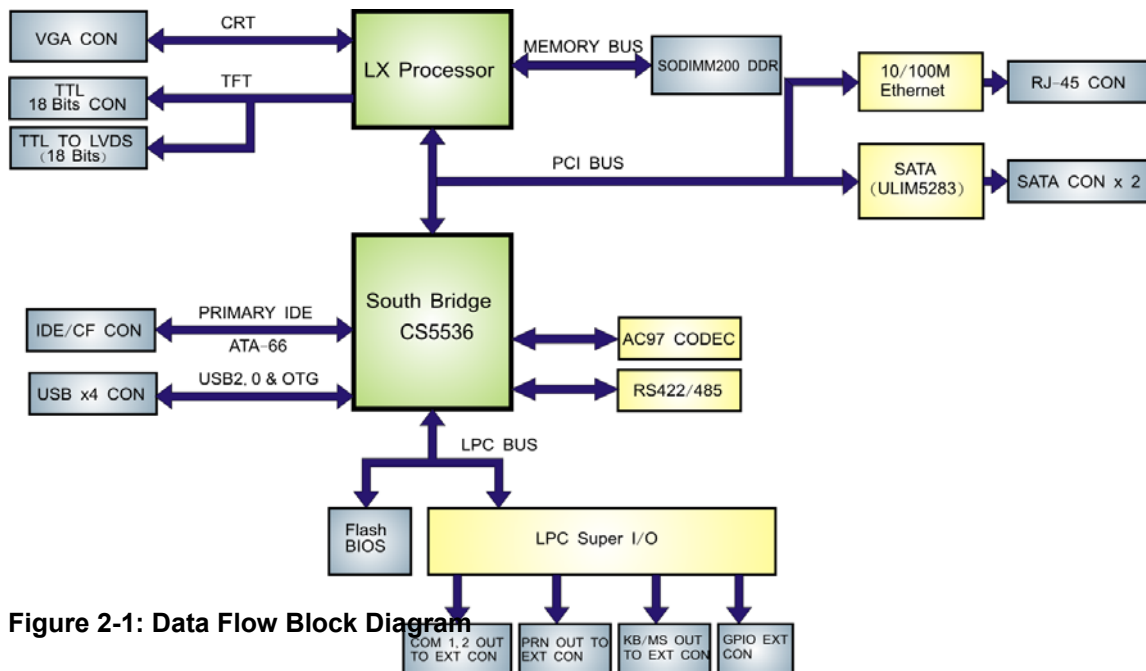 CRT
VGA CON
LX Processor
MEMORY BUS
SODIMM200 DDR
10/100M
Ethernet
RJ-45 CON
TFT
TTL
18 Bits CON
TTL TO LVDS
(18 Bits)
PCI BUS
SATA
(ULIM5283)
SATA CON x 2
South Bridge
CS5536
PRIMARY IDE
IDE/CF CON
ATA-66
AC97 CODEC
USB2, 0 & OTG
USB x4 CON
RS422/485
LPC BUS
Flash
BIOS
LPC Super I/O
Figure 2-1: Data Flow Block Diagram
COM 1, 2 OUT
TO EXT CON
PRN OUT TO
EXT CON
KB/MS OUT
TO EXT CON
GPIO EXT
CON